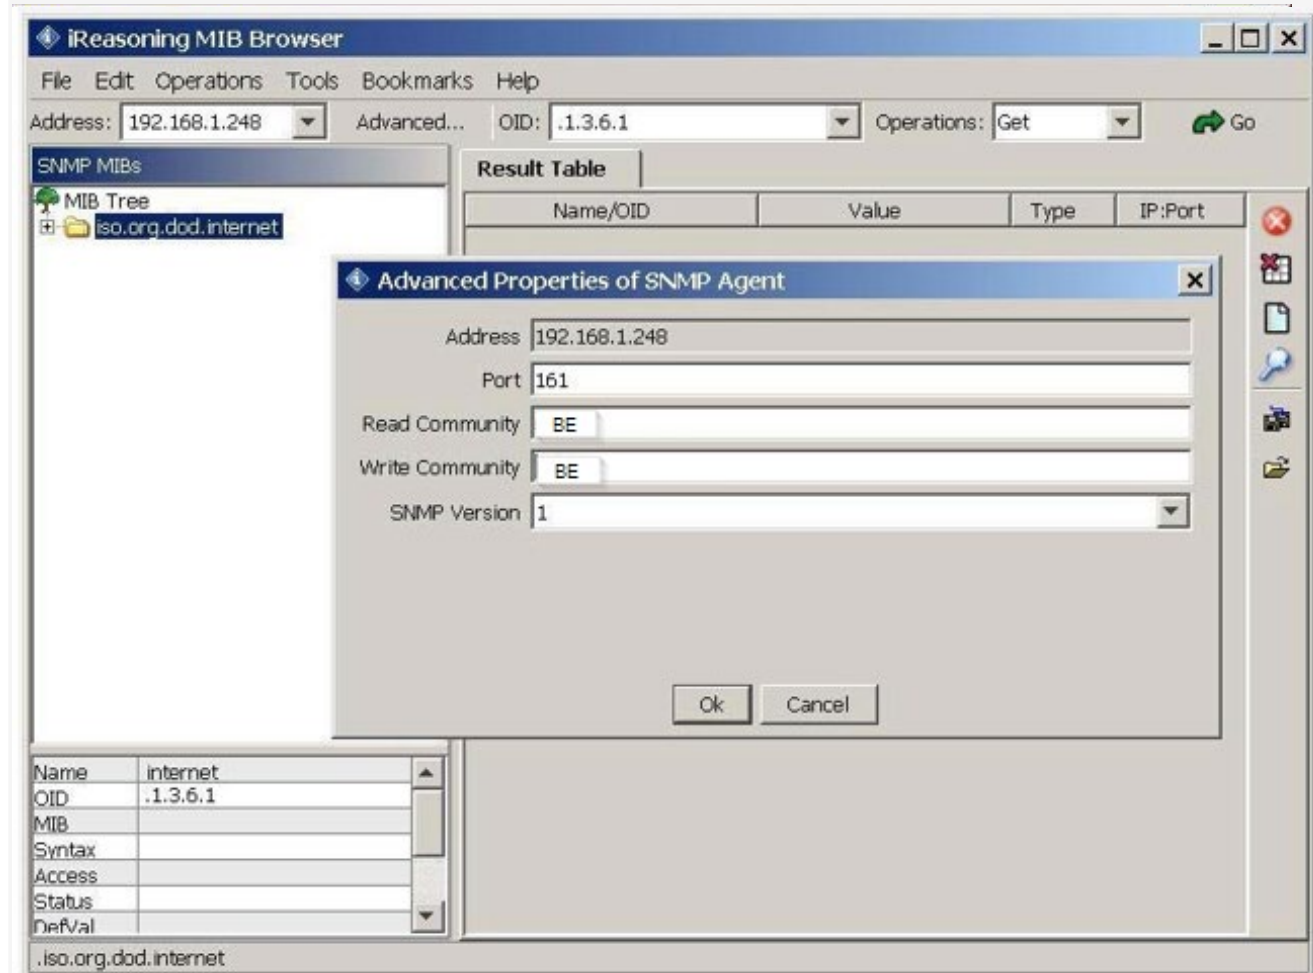 iReasoning MIB Browser
File Edit Operations Tools Bookmarks Help
Address: 192.168.1.248 Advanced... OID: .1.3.6.1 Operations: Get Go
SNMP MIBs
Result Table
MIB Tree
iso.org.dod.internet
Name/OID Value Type IP:Port
Advanced Properties of SNMP Agent
Address 192.168.1.248
Port 161
Read Community BE
Write Community BE
SNMP Version 1
Ok Cancel
Name internet
OID .1.3.6.1
MIB
Syntax
Access
Status
DefVal
.iso.org.dod.internet